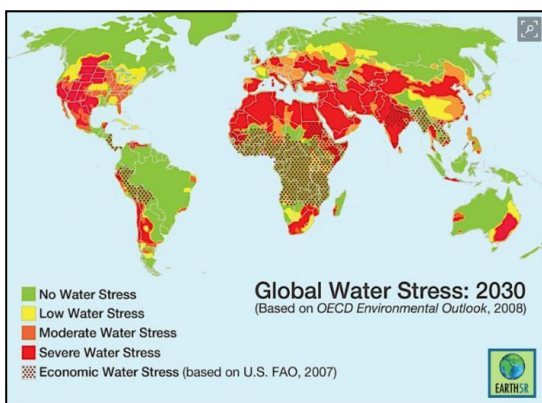 Global Water Stress: 2030
(Based on OECD Environmental Outlook, 2008)
No Water Stress
Low Water Stress
Moderate Water Stress
Severe Water Stress
Economic Water Stress (based on U.S. FAO, 2007)
EARTH5R